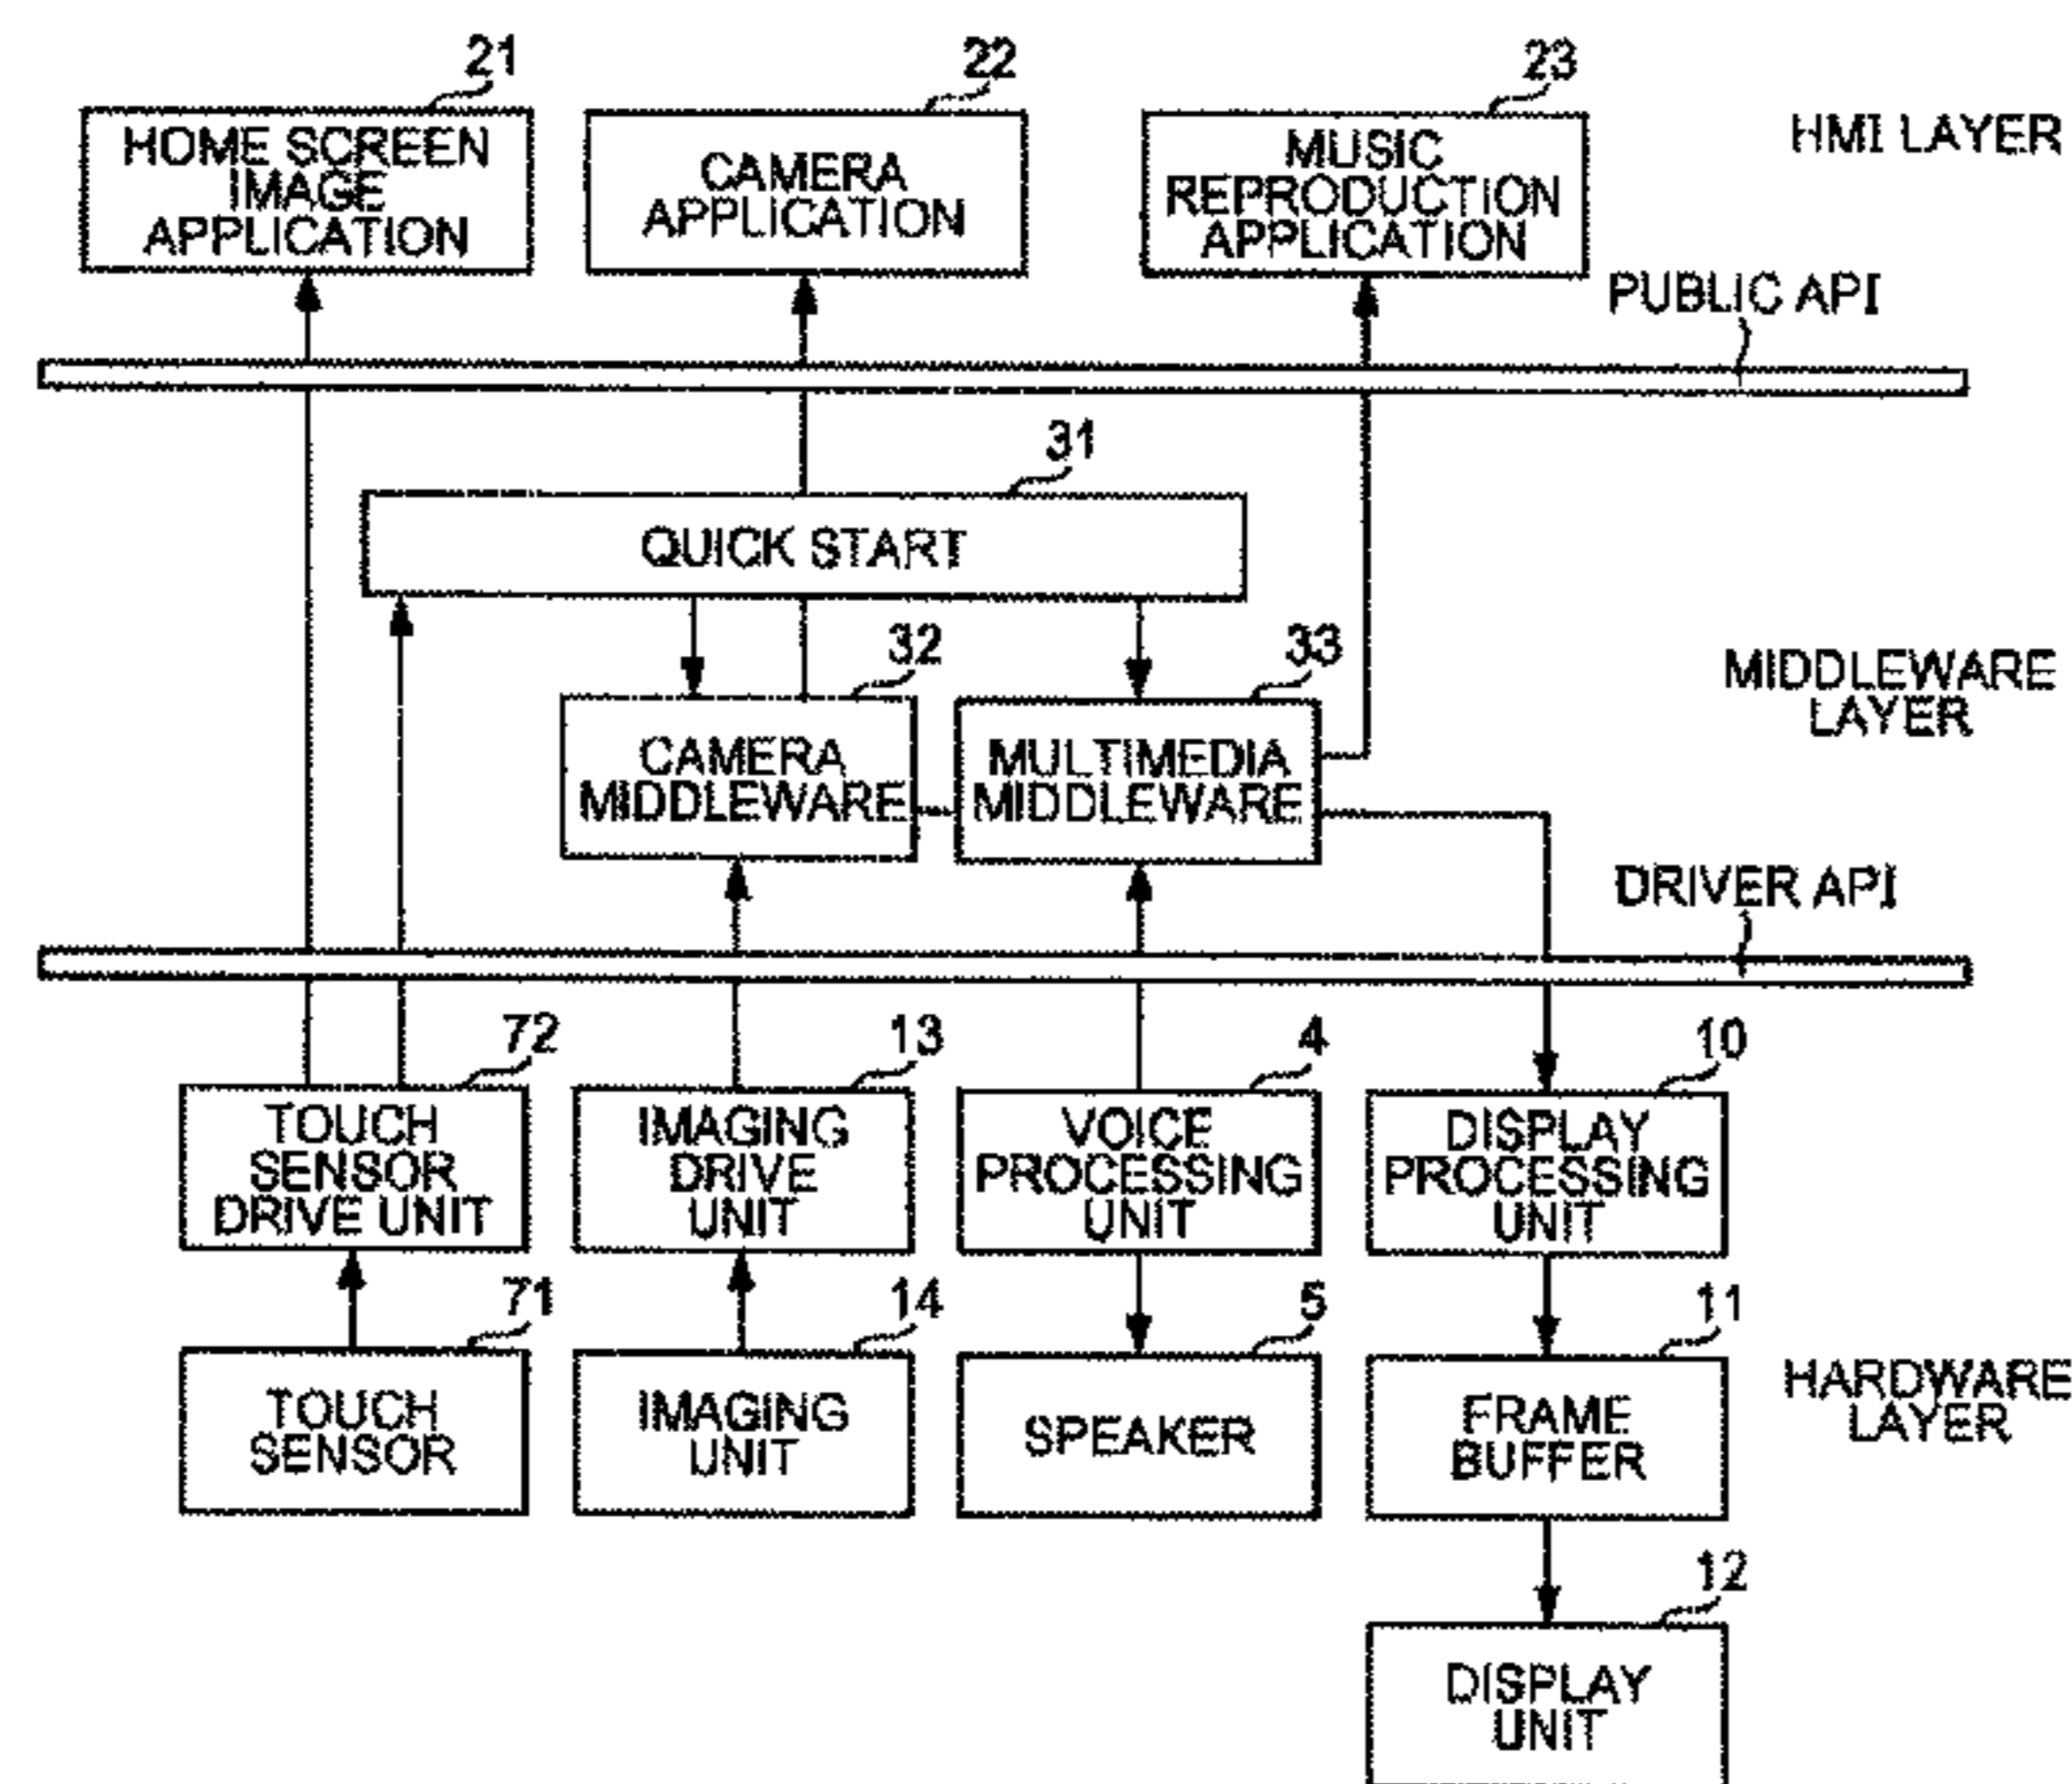 21
22
23
HOME SCREEN
IMAGE
APPLICATION
CAMERA
APPLICATION
MUSIC
REPRODUCTION
APPLICATION
HMI LAYER
PUBLIC API
31
QUICK START
32
33
CAMERA
MIDDLEWARE
MULTIMEDIA
MIDDLEWARE
MIDDLEWARE
LAYER
DRIVER API
72
13
4
10
TOUCH
SENSOR
DRIVE UNIT
IMAGING
DRIVE
UNIT
VOICE
PROCESSING
UNIT
DISPLAY
PROCESSING
UNIT
71
14
5
11
TOUCH
SENSOR
IMAGING
UNIT
SPEAKER
FRAME
BUFFER
HARDWARE
LAYER
12
DISPLAY
UNIT